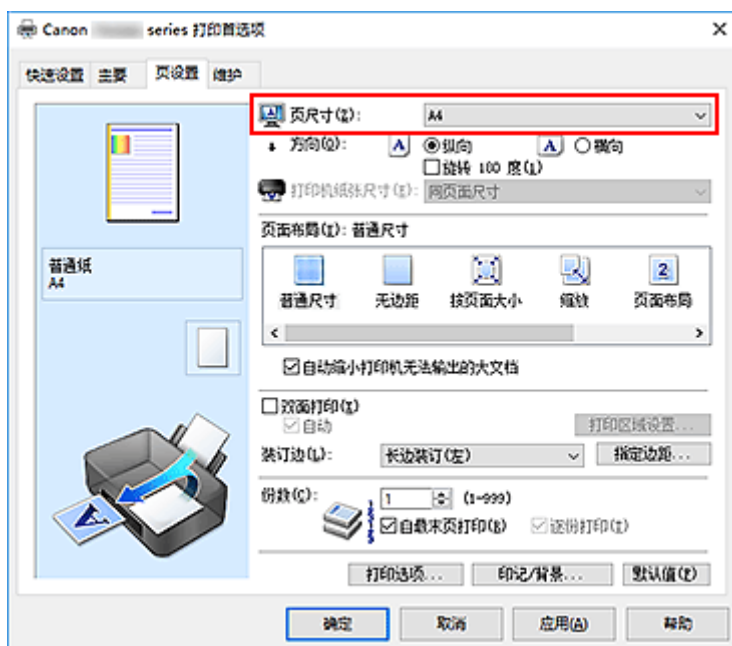 Canon series 打印首选项
快速设置 主要 页设置 维护
页尺寸(Z): A4
方向(O): A 纵向 A 横向
旋转 180 度(1)
打印机纸张尺寸(E): 同页面尺寸
页面布局(I): 普通尺寸
普通纸
A4
普通尺寸 无边距 按页面大小 缩放 页面布局
自动缩小打印机无法输出的大文档
双面打印(X)
自动 打印区域设置...
装订边(L): 长边装订(左) 指定边距...
份数(C): 1 (1-999)
自最末页打印(R) 逐份打印(T)
打印选项... 印记/背景... 默认值(F)
确定 取消 应用(A) 帮助